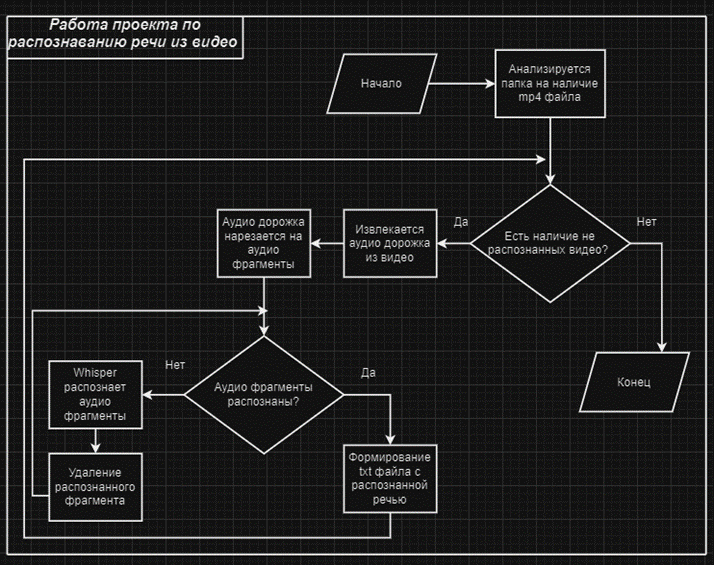 Работа проекта по
распознаванию речи из видео
Начало
Анализируется
папка на наличие
mp4 файла
Есть наличие не
распознанных видео?
Да
Нет
Извлекается
аудио дорожка
из видео
Аудио дорожка
нарезается на
аудио
фрагменты
Конец
Аудио фрагменты
распознаны?
Нет
Да
Whisper
распознает
аудио
фрагменты
Удаление
распознанного
фрагмента
Формирование
txt файла с
распознанной
речью